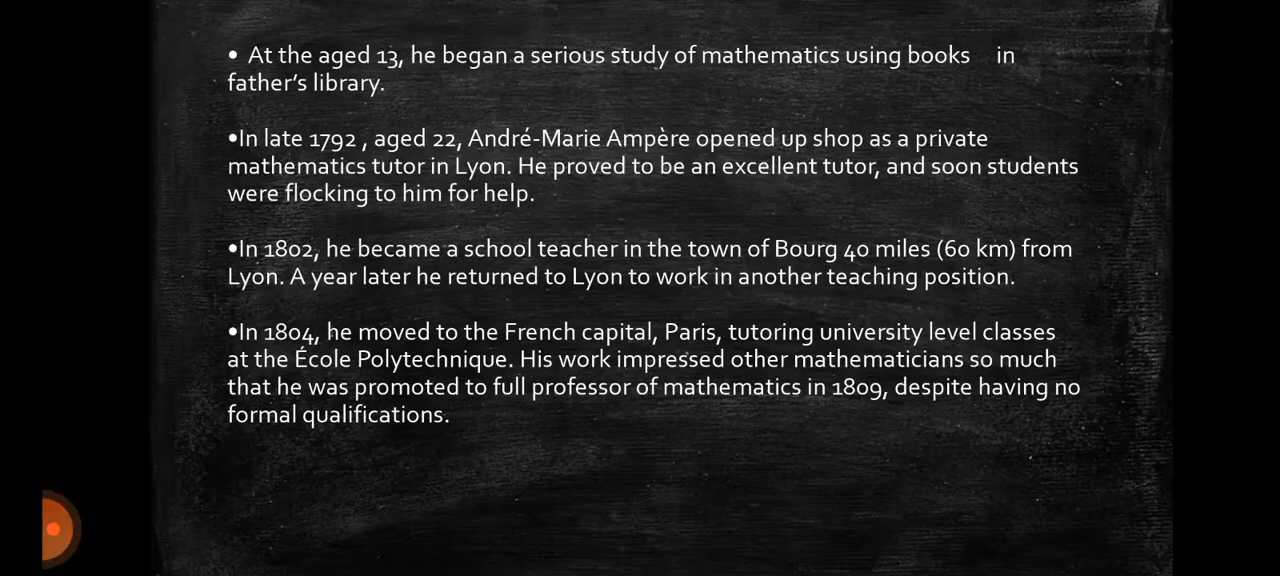 • At the aged 13, he began a serious study of mathematics using books in
father’s library.
•In late 1792 , aged 22, André-Marie Ampère opened up shop as a private
mathematics tutor in Lyon. He proved to be an excellent tutor, and soon students
were flocking to him for help.
•In 1802, he became a school teacher in the town of Bourg 40 miles (60 km) from
Lyon. A year later he returned to Lyon to work in another teaching position.
•In 1804, he moved to the French capital, Paris, tutoring university level classes
at the École Polytechnique. His work impressed other mathematicians so much
that he was promoted to full professor of mathematics in 1809, despite having no
formal qualifications.